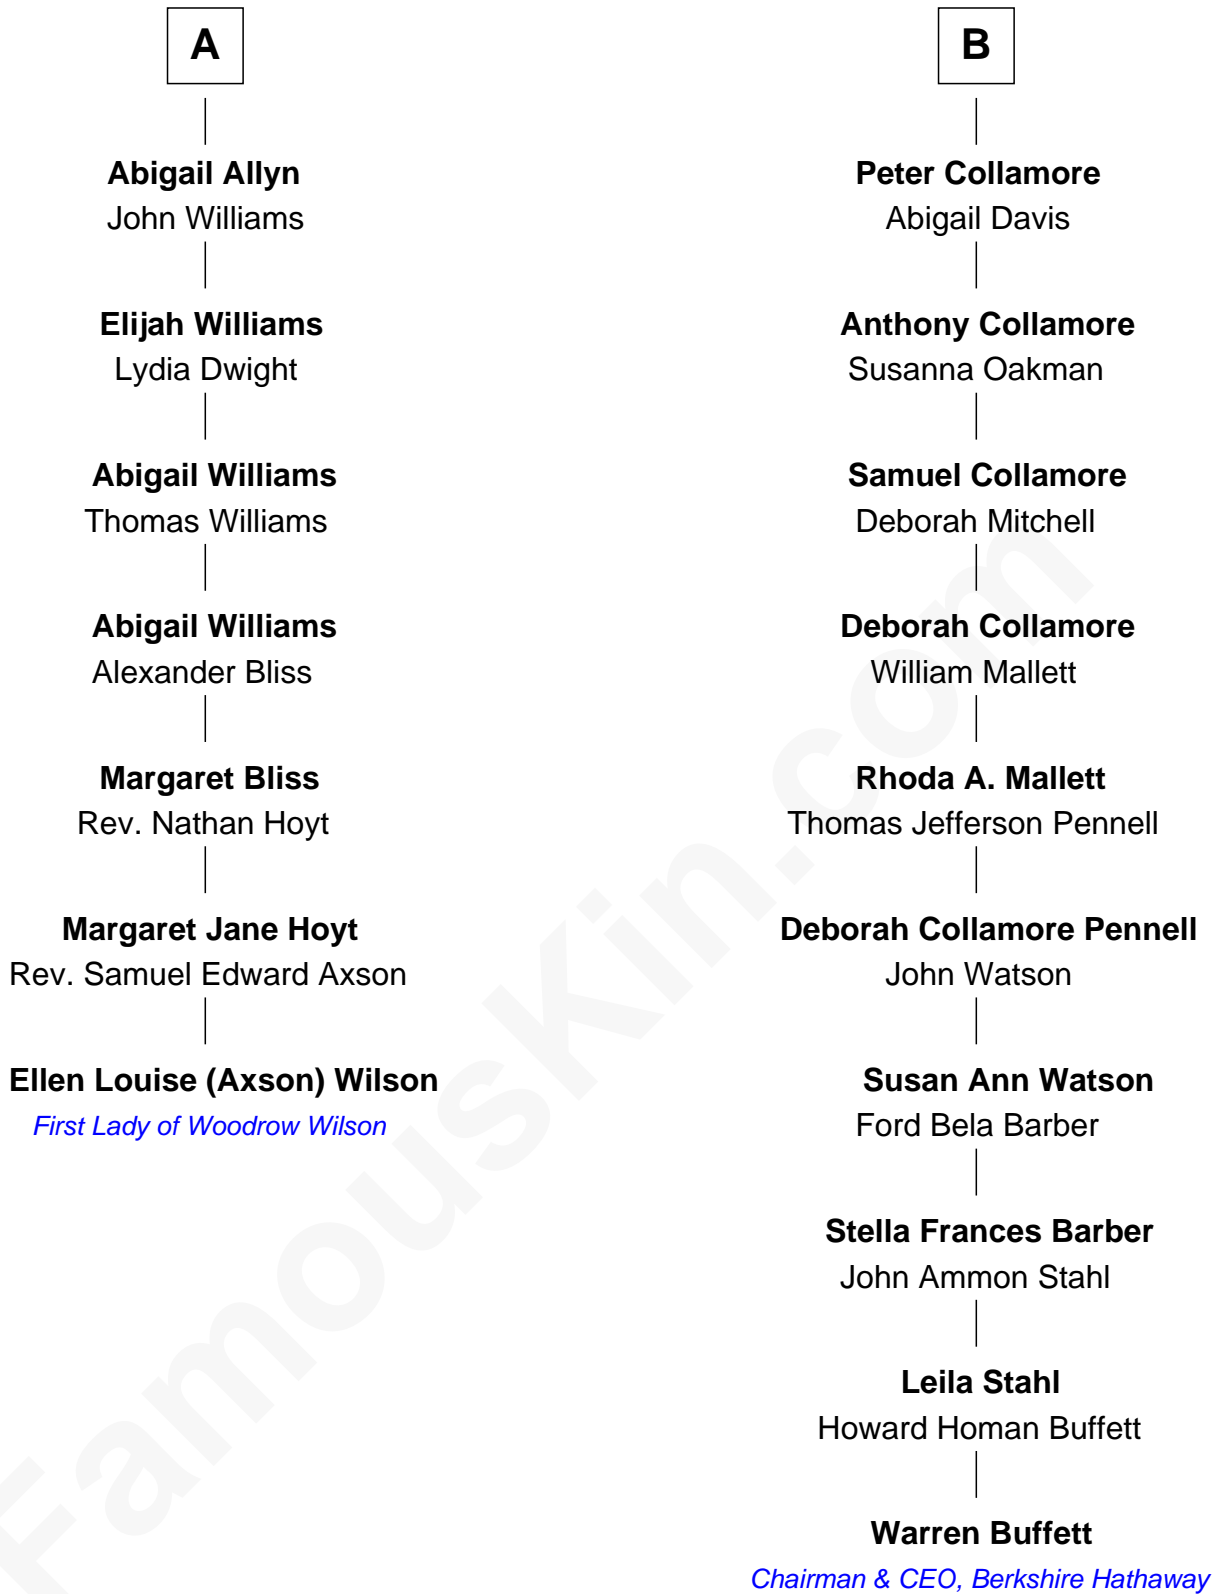 A
Abigail Allyn
John Williams
Elijah Williams
Lydia Dwight
Abigail Williams
Thomas Williams
Abigail Williams
Alexander Bliss
Margaret Bliss
Rev. Nathan Hoyt
Margaret Jane Hoyt
Rev. Samuel Edward Axson
Ellen Louise (Axson) Wilson
First Lady of Woodrow Wilson
B
Peter Collamore
Abigail Davis
Anthony Collamore
Susanna Oakman
Samuel Collamore
Deborah Mitchell
Deborah Collamore
William Mallett
Rhoda A. Mallett
Thomas Jefferson Pennell
Deborah Collamore Pennell
John Watson
Susan Ann Watson
Ford Bela Barber
Stella Frances Barber
John Ammon Stahl
Leila Stahl
Howard Homan Buffett
Warren Buffett
Chairman & CEO, Berkshire Hathaway
FamousKin.com